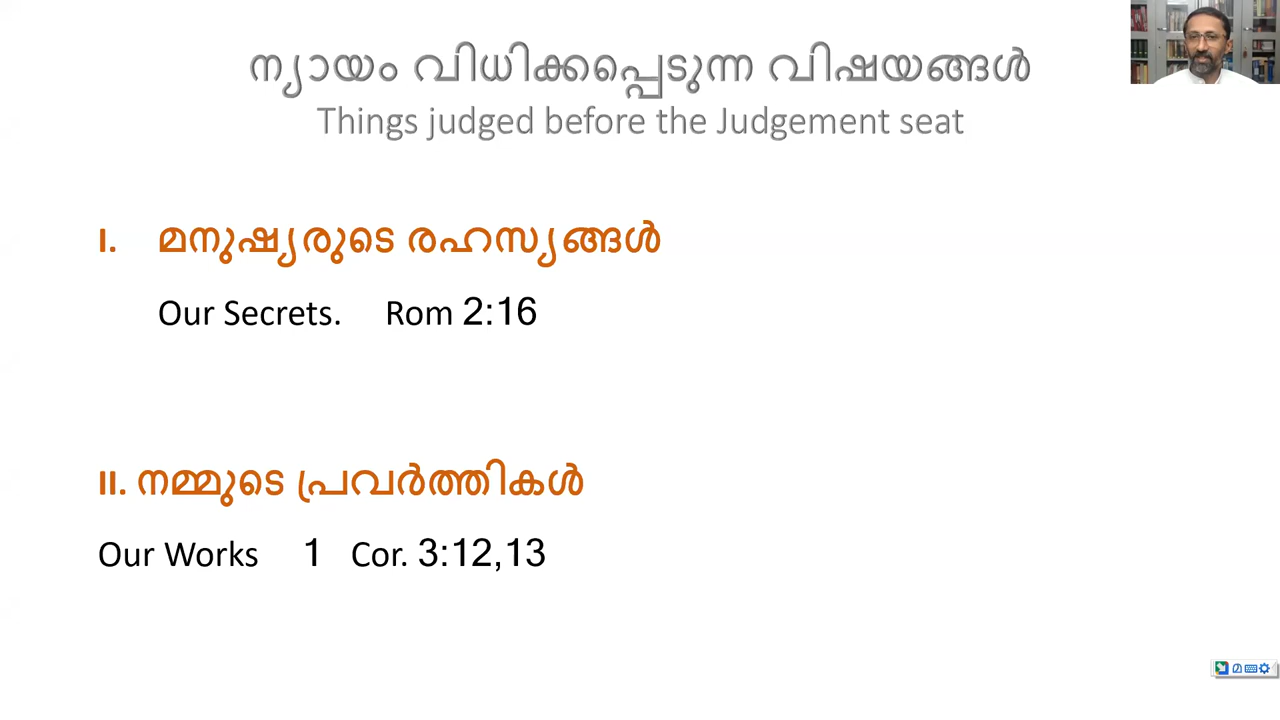 ന്യായം വിധിക്കപ്പെടുന്ന വിഷയങ്ങൾ
Things judged before the Judgement seat
I. മനുഷ്യരുടെ രഹസ്യങ്ങൾ
Our Secrets. Rom 2:16
II. നമ്മുടെ പ്രവർത്തികൾ
Our Works 1 Cor. 3:12,13